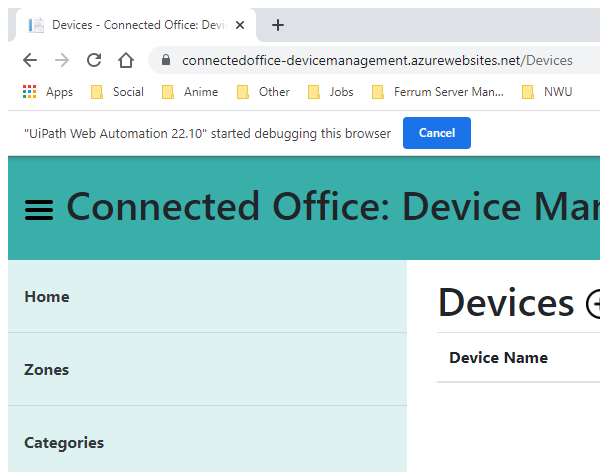 Devices - Connected Office: Devi
connectedoffice-devicemanagement.azurewebsites.net/Devices
Apps Social Anime Other Jobs Ferrum Server Man... NWU
"UiPath Web Automation 22.10" started debugging this browser Cancel
Connected Office: Device Man
Home
Devices
Device Name
Zones
Categories